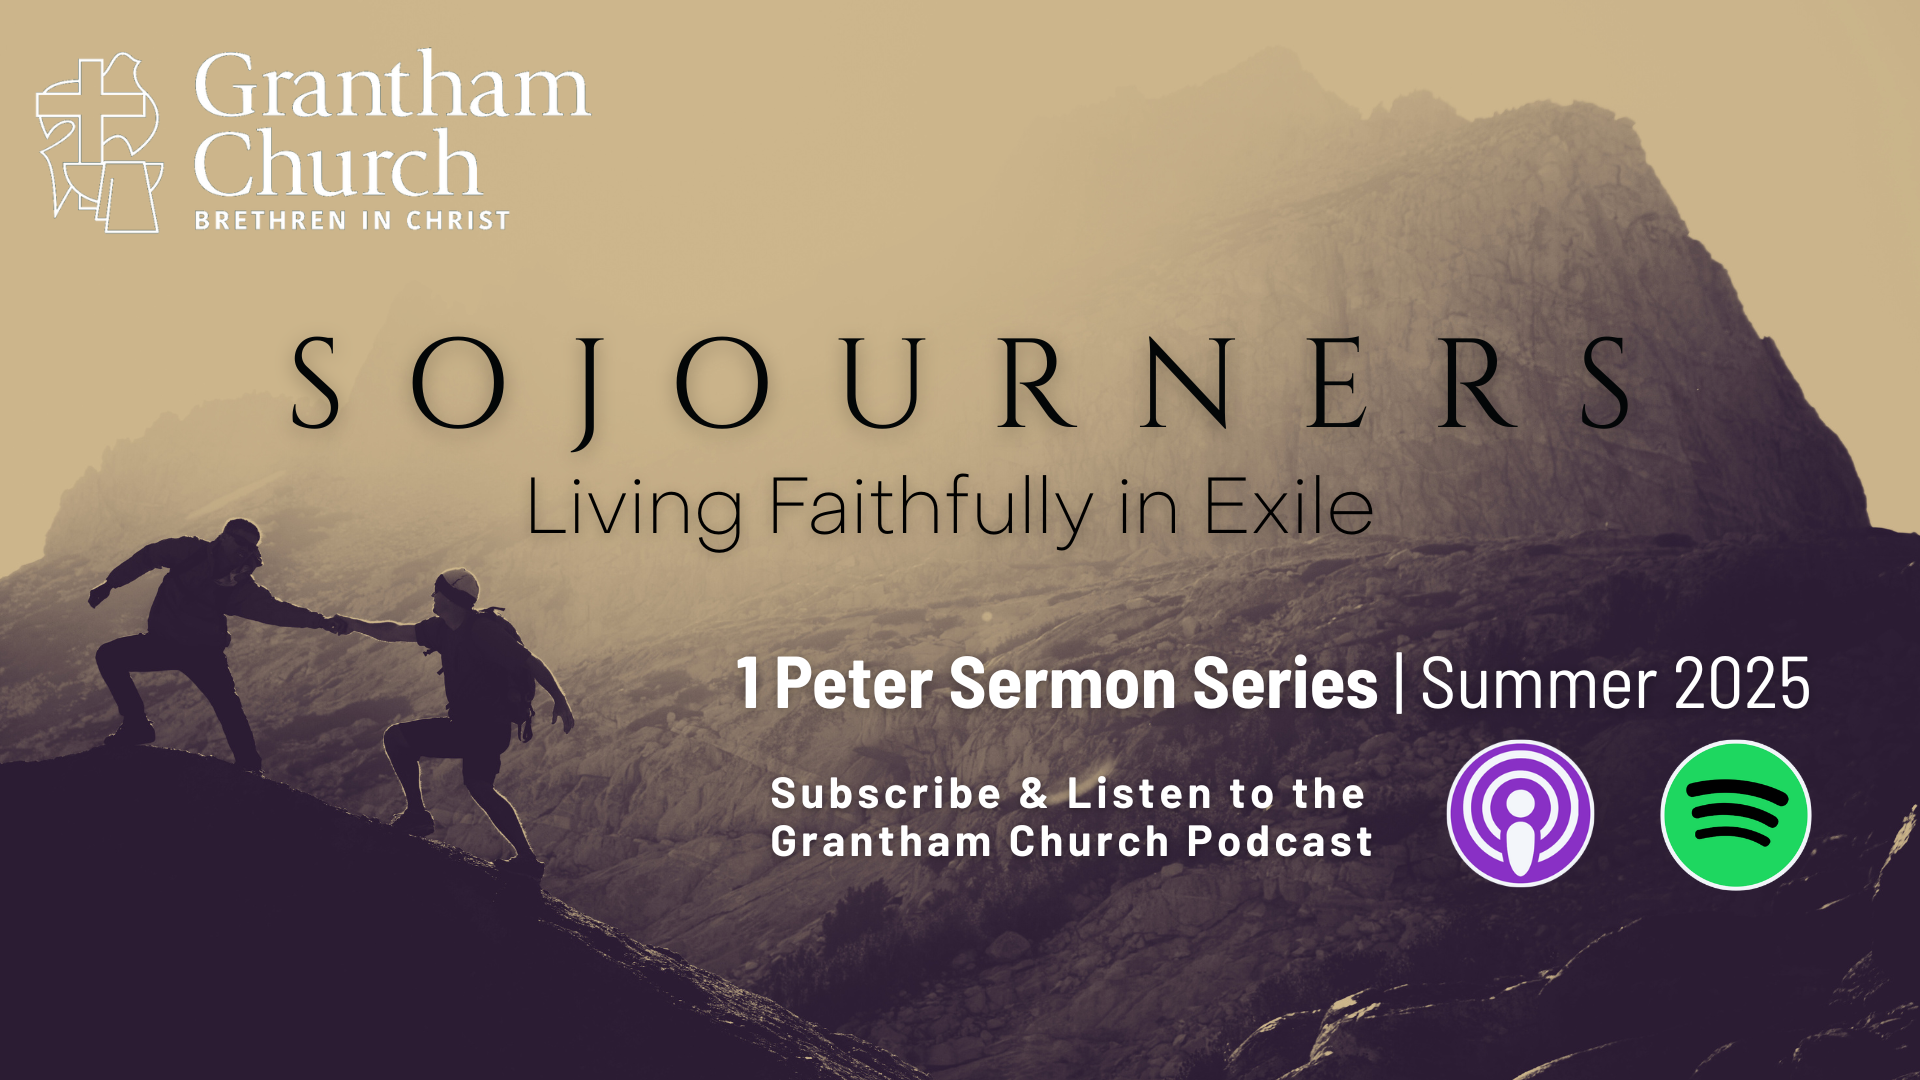 Grantham
Church
BRETHREN IN CHRIST
SOJOURNERS
Living Faithfully in Exile
1 Peter Sermon Series | Summer 2025
Subscribe & Listen to the
Grantham Church Podcast